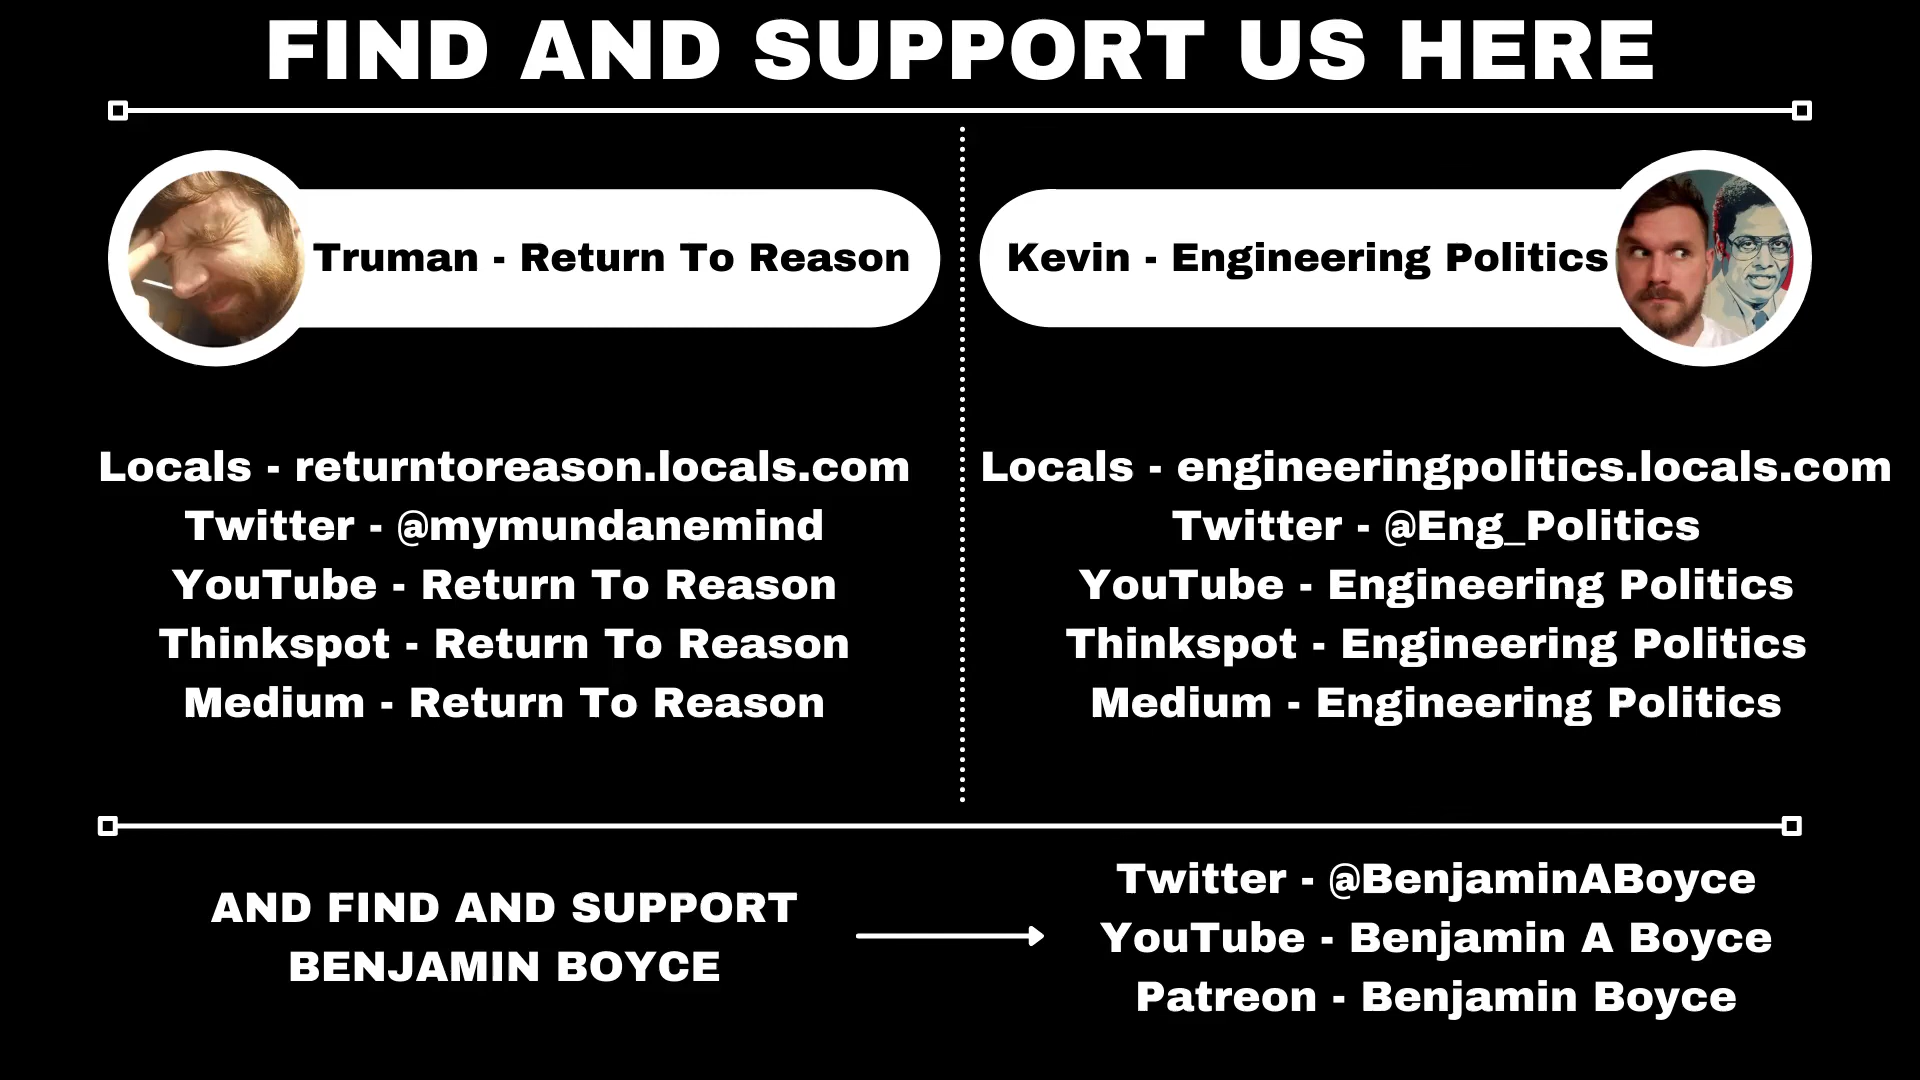 FIND AND SUPPORT US HERE
Truman - Return To Reason
Locals - returntoreason.locals.com
Twitter - @mymundanemind
YouTube - Return To Reason
Thinkspot - Return To Reason
Medium - Return To Reason
Kevin - Engineering Politics
Locals - engineeringpolitics.locals.com
Twitter - @Eng_Politics
YouTube - Engineering Politics
Thinkspot - Engineering Politics
Medium - Engineering Politics
AND FIND AND SUPPORT
BENJAMIN BOYCE
Twitter - @BenjaminABoyce
YouTube - Benjamin A Boyce
Patreon - Benjamin Boyce